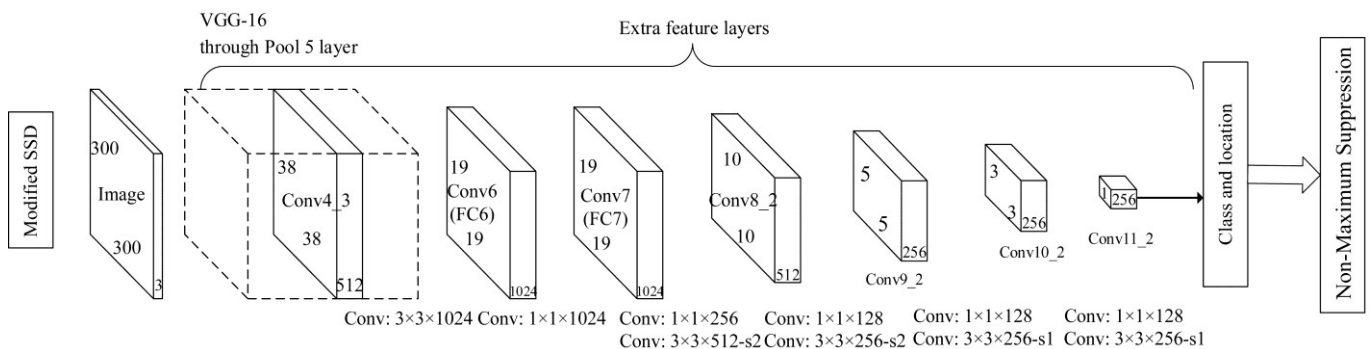 Modified SSD
VGG-16
through Pool 5 layer
Extra feature layers
300
Image
300
3
38
Conv4_3
38
512
19
Conv6
(FC6)
19
1024
19
Conv7
(FC7)
19
1024
10
Conv8_2
10
512
5
5
256
Conv9_2
3
3
256
Conv10_2
1
256
Conv11_2
Class and location
Non-Maximum Suppression
Conv: 3×3×1024
Conv: 1×1×1024
Conv: 1×1×256
Conv: 3×3×512-s2
Conv: 1×1×128
Conv: 3×3×256-s2
Conv: 1×1×128
Conv: 3×3×256-s1
Conv: 1×1×128
Conv: 3×3×256-s1